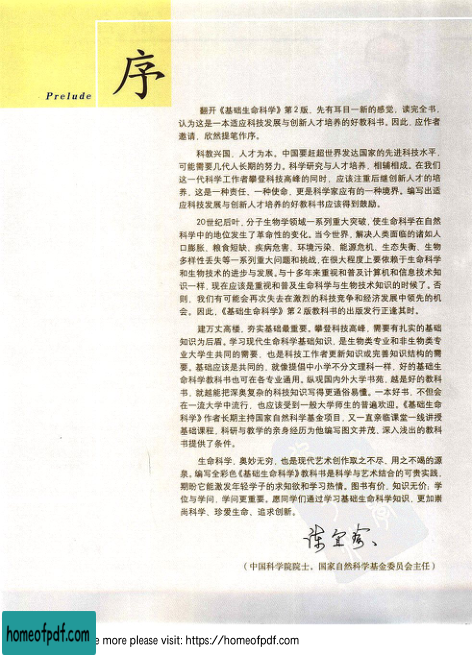 序
Prelude
翻开《基础生命科学》第2版，先有耳目一新的感觉，读完全书，
认为这是一本适应科技发展与创新人才培养的好教科书。因此，应作者
邀请，欣然提笔作序。
科教兴国，人才为本。中国要赶超世界发达国家的先进科技水平，
可能需要几代人长期的努力。科学研究与人才培养，相辅相成。在我们
这一代科学工作者攀登科技高峰的同时，应该注重后继创新人才的培
养，这是一种责任、一种使命，更是科学家应有的一种境界。编写出适
应科技发展与创新人才培养的好教科书应该得到鼓励。
20世纪后叶，分子生物学领域一系列重大突破，使生命科学在自然
科学中的地位发生了革命性的变化。当今世界，解决人类面临的诸如人
口膨胀、粮食短缺、疾病危害、环境污染、能源危机、生态失衡、生物
多样性丢失等一系列重大问题和挑战，在很大程度上要依赖于生命科学
和生物技术的进步与发展。与十多年来重视和普及计算机和信息技术知
识一样，现在应该是重视和普及生命科学与生物技术知识的时候了。否
则，我们有可能会再次失去在激烈的科技竞争和经济发展中领先的机
会。因此，《基础生命科学》第2版教科书的出版发行正逢其时。
建万丈高楼，夯实基础最重要。攀登科技高峰，需要有扎实的基础
知识为后盾。学习现代生命科学基础知识，是生物类专业和非生物类专
业大学生共同的需要，也是科技工作者更新知识或完善知识结构的需
要。基础应该是共同的，就像提倡中小学不分文理科一样，好的基础生
命科学教科书也可在各专业通用。纵观国内外大学书苑，越是好的教科
书，就越能把深奥复杂的科技知识写得更通俗易懂。一本好书，不但会
在一流大学中流行，也应该受到一般大学师生的普遍欢迎。《基础生命
科学》作者长期主持国家自然科学基金项目，又一直亲临课堂一线讲授
基础课程，科研与教学的亲身经历为他编写图文并茂、深入浅出的教科
书提供了条件。
生命科学，奥妙无穷，也是现代艺术创作取之不尽、用之不竭的源
泉。编写全彩色《基础生命科学》教科书是科学与艺术结合的可贵实践，
期盼它能激发年轻学子的求知欲和学习热情。图书有价，知识无价；学
位与学问，学问更重要。愿同学们通过学习基础生命科学知识，更加崇
尚科学、珍爱生命、追求创新。
陈宜瑜
（中国科学院院士、国家自然科学基金委员会主任）
homeofpdf.com
e more please visit: https://homeofpdf.com